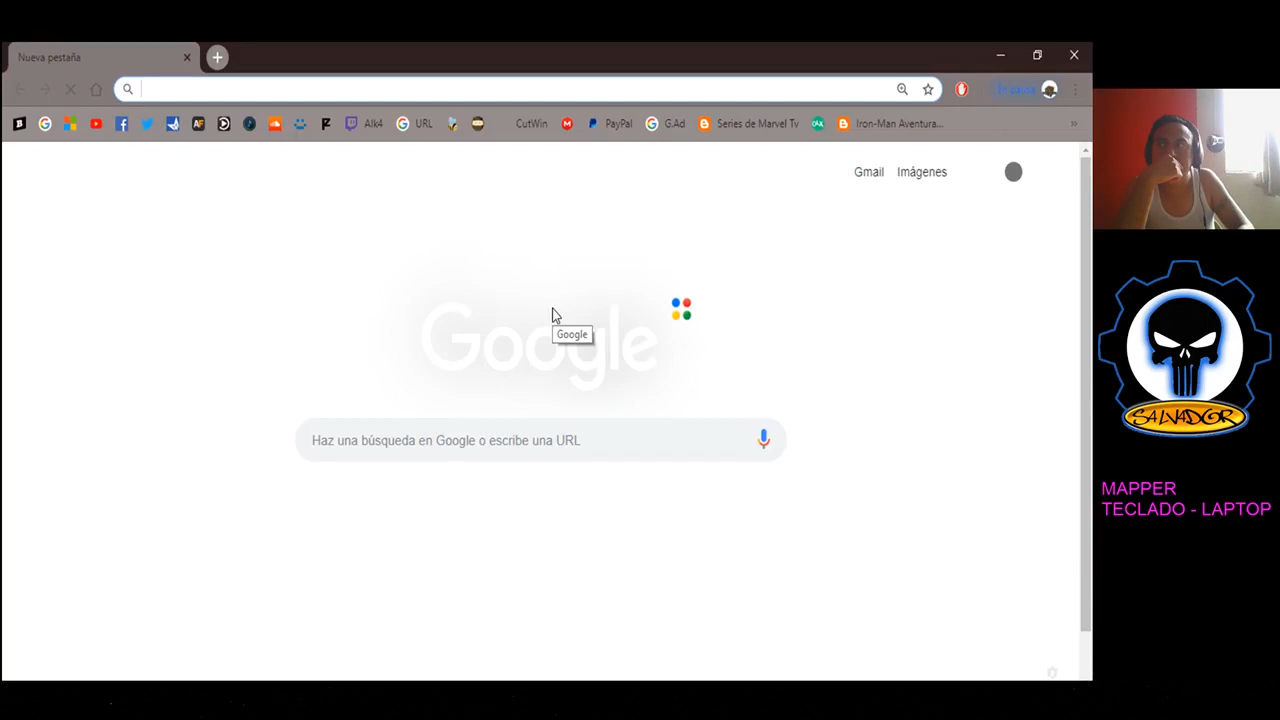 Nueva pestaña
Alk4
URL
CutWin
PayPal
G.Ad
Series de Marvel Tv
Iron-Man Aventura...
Gmail
Imágenes
Google
Google
Haz una búsqueda en Google o escribe una URL
SALVADOR
MAPPER
TECLADO - LAPTOP